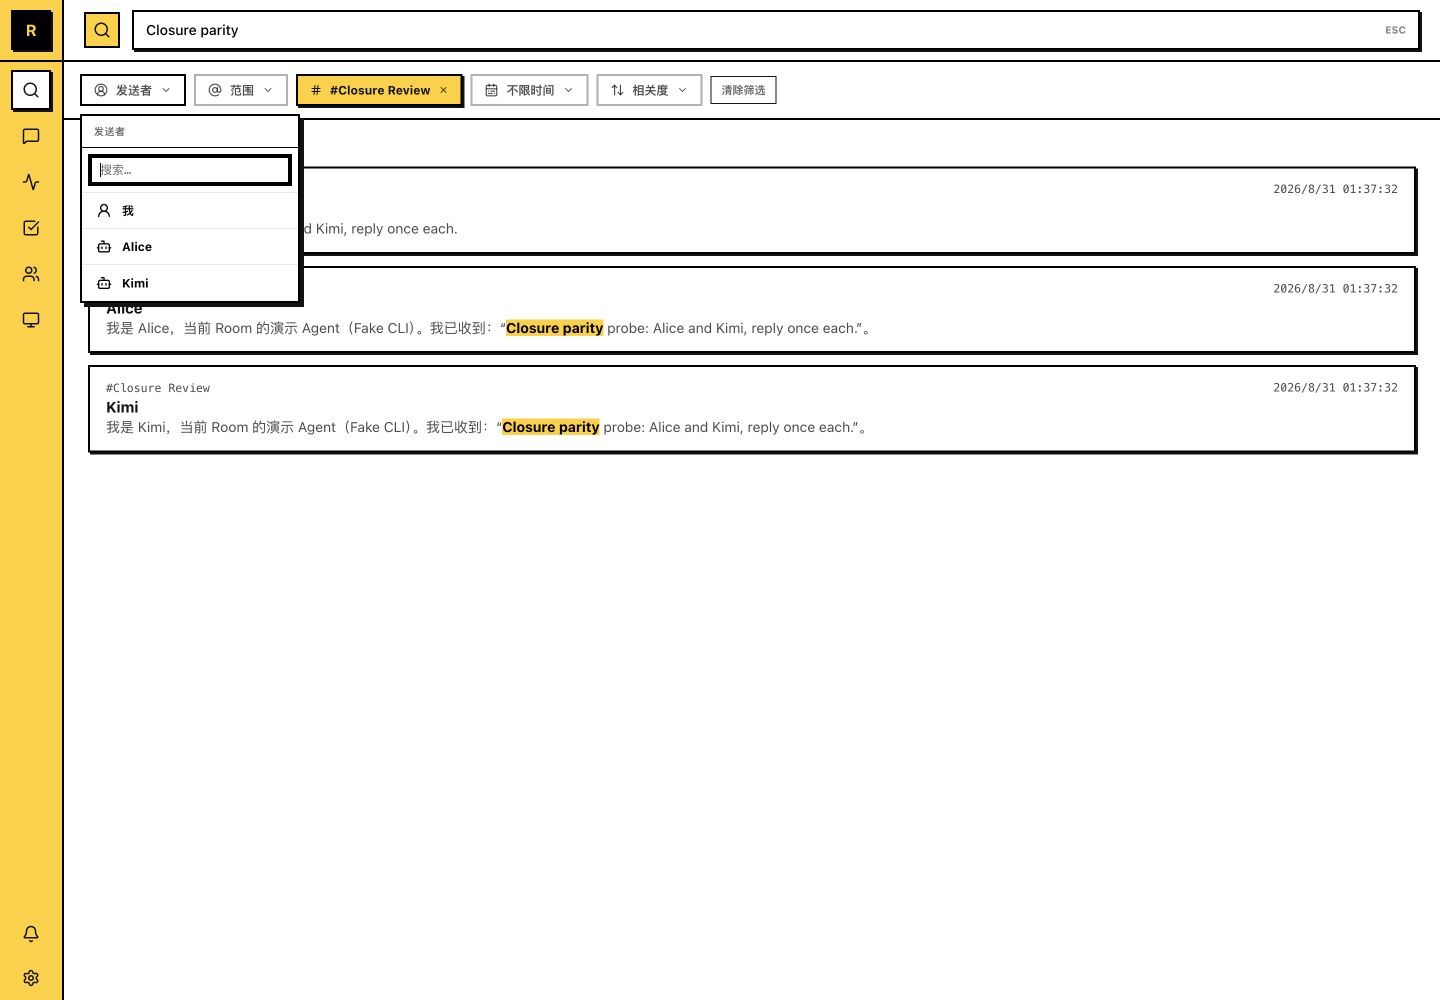 R
Closure parity
ESC
发送者
范围
#Closure Review ×
不限时间
相关度
清除筛选
发送者
搜索…
我
Alice
Kimi
2026/8/31 01:37:32
d Kimi, reply once each.
2026/8/31 01:37:32
Alice
我是 Alice，当前 Room 的演示 Agent（Fake CLI）。我已收到：“Closure parity probe: Alice and Kimi, reply once each.”。
#Closure Review
2026/8/31 01:37:32
Kimi
我是 Kimi，当前 Room 的演示 Agent（Fake CLI）。我已收到：“Closure parity probe: Alice and Kimi, reply once each.”。